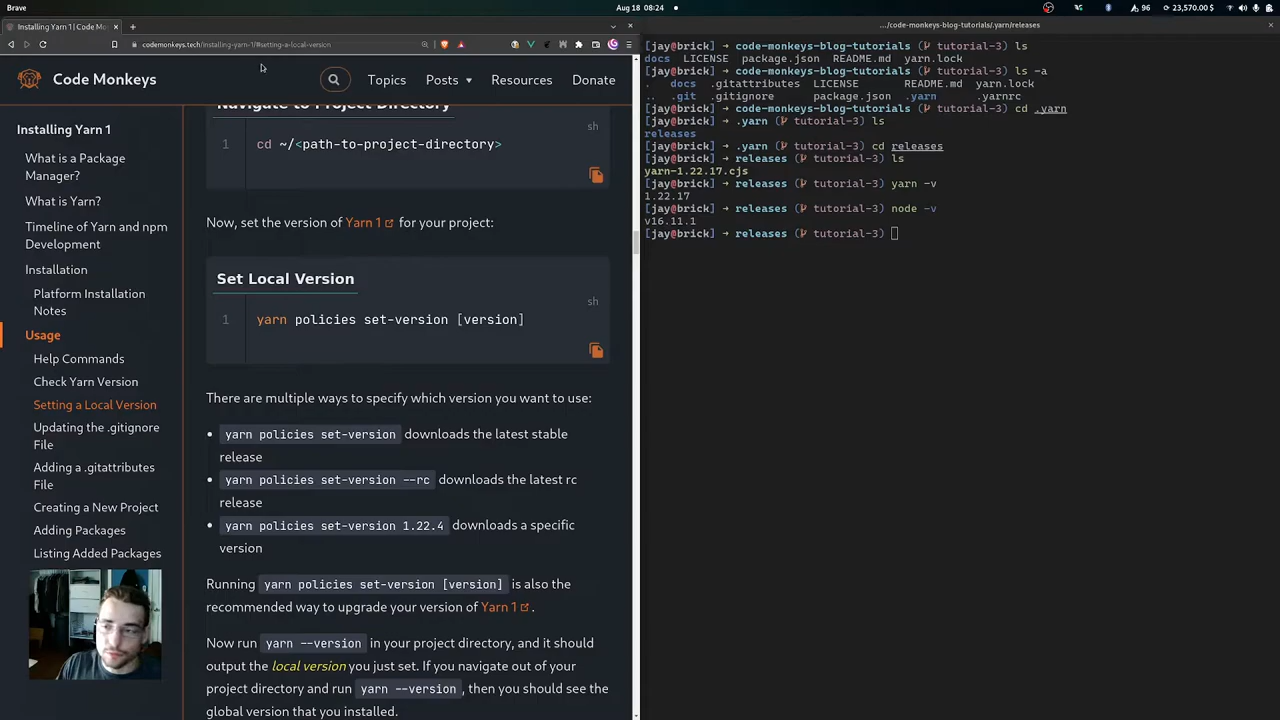 Brave
Aug 18 08:24
96
23,570.00
Installing Yarn 1 | Code Mon
codemonkeys.tech/installing-yarn-1/#setting-a-local-version
Code Monkeys
Topics
Posts
Resources
Donate
Installing Yarn 1
What is a Package
Manager?
What is Yarn?
Timeline of Yarn and npm
Development
Installation
Platform Installation
Notes
Usage
Help Commands
Check Yarn Version
Setting a Local Version
Updating the .gitignore
File
Adding a .gitattributes
File
Creating a New Project
Adding Packages
Listing Added Packages
Navigate to Project Directory
sh
1 cd ~/<path-to-project-directory>
Now, set the version of Yarn 1 for your project:
Set Local Version
sh
1 yarn policies set-version [version]
There are multiple ways to specify which version you want to use:
• yarn policies set-version downloads the latest stable
release
• yarn policies set-version --rc downloads the latest rc
release
• yarn policies set-version 1.22.4 downloads a specific
version
Running yarn policies set-version [version] is also the
recommended way to upgrade your version of Yarn 1 .
Now run yarn --version in your project directory, and it should
output the local version you just set. If you navigate out of your
project directory and run yarn --version , then you should see the
global version that you installed.
.../code-monkeys-blog-tutorials/.yarn/releases
[jay@brick] → code-monkeys-blog-tutorials ( tutorial-3) ls
docs LICENSE package.json README.md yarn.lock
[jay@brick] → code-monkeys-blog-tutorials ( tutorial-3) ls -a
. docs .gitattributes LICENSE README.md yarn.lock
.. .git .gitignore package.json .yarn .yarnrc
[jay@brick] → code-monkeys-blog-tutorials ( tutorial-3) cd .yarn
[jay@brick] → .yarn ( tutorial-3) ls
releases
[jay@brick] → .yarn ( tutorial-3) cd releases
[jay@brick] → releases ( tutorial-3) ls
yarn-1.22.17.cjs
[jay@brick] → releases ( tutorial-3) yarn -v
1.22.17
[jay@brick] → releases ( tutorial-3) node -v
v16.11.1
[jay@brick] → releases ( tutorial-3)